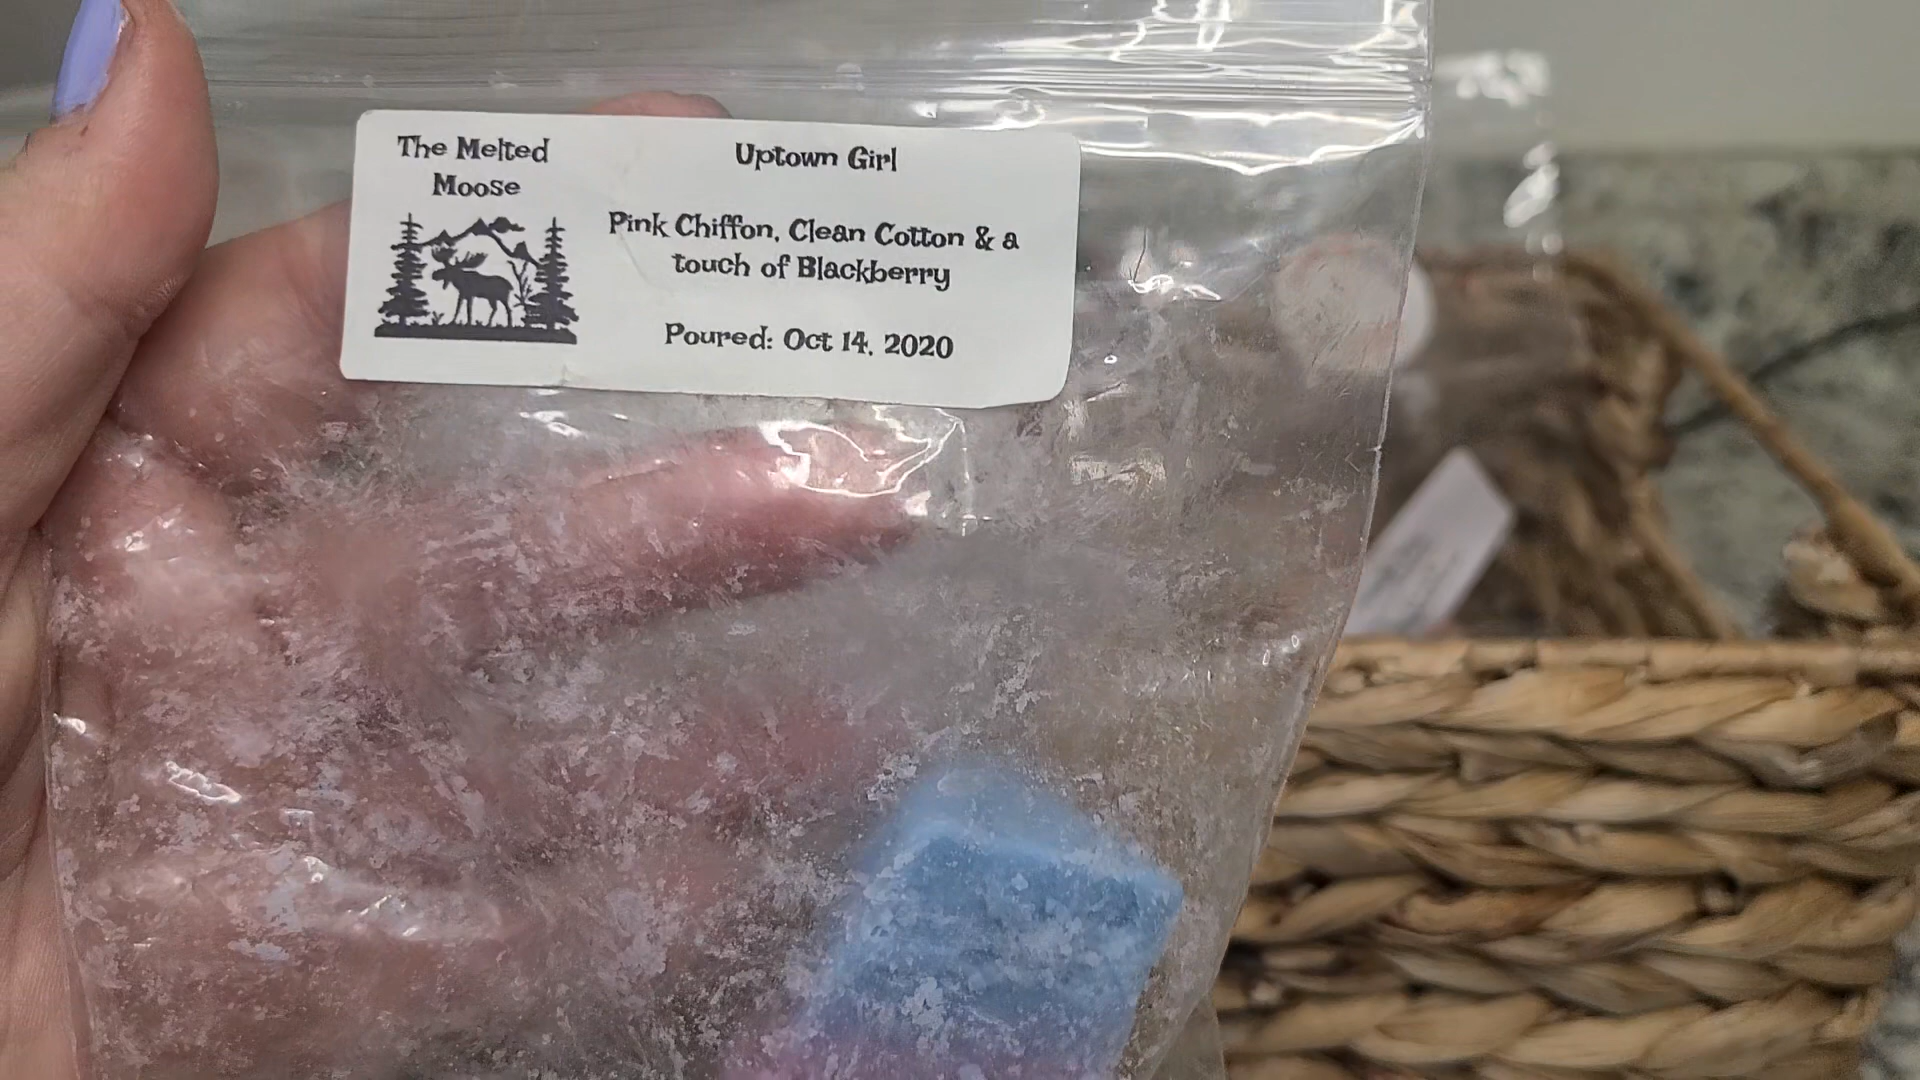 The Melted
Moose
Uptown Girl
Pink Chiffon, Clean Cotton & a
touch of Blackberry
Poured: Oct 14, 2020